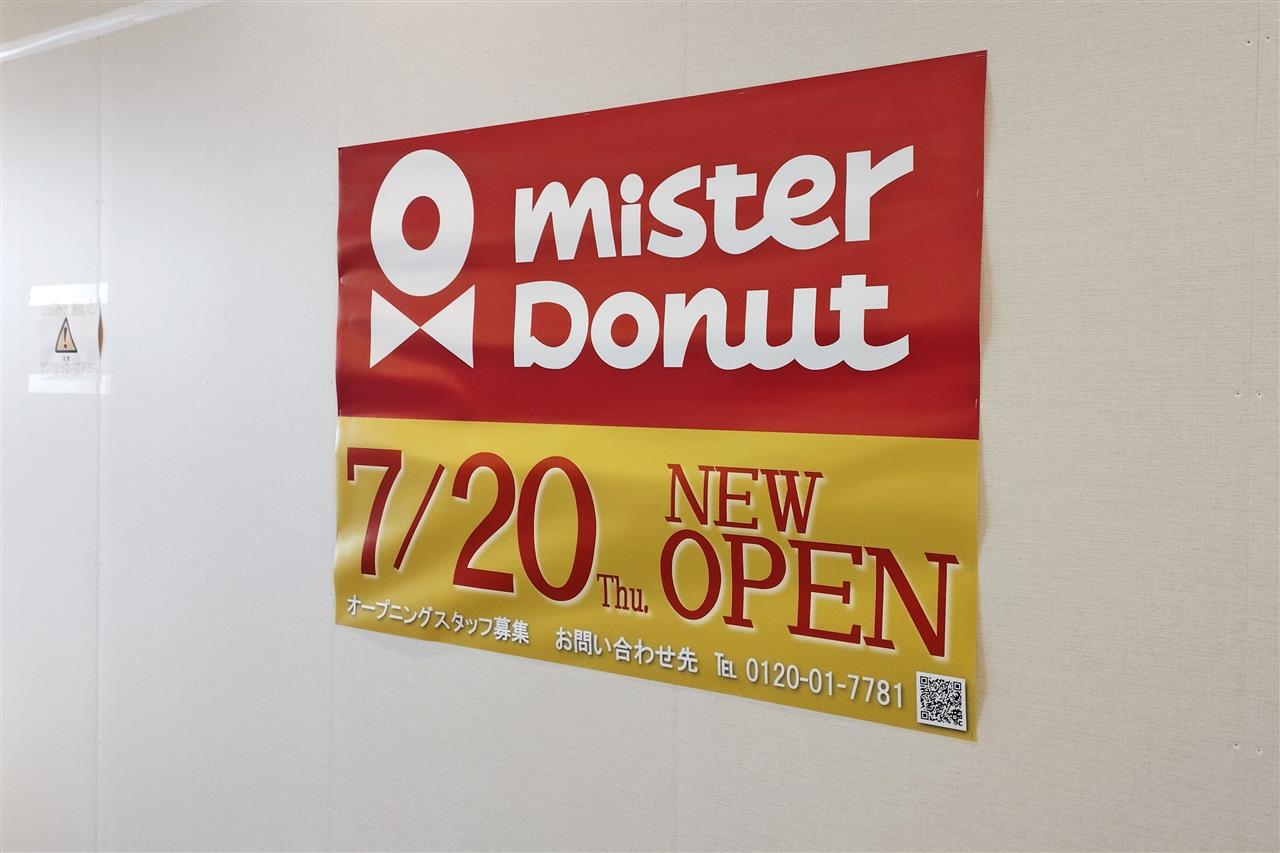 mister
Donut
7/20 Thu.
NEW
OPEN
オープニングスタッフ募集 お問い合わせ先 TEL 0120-01-7781